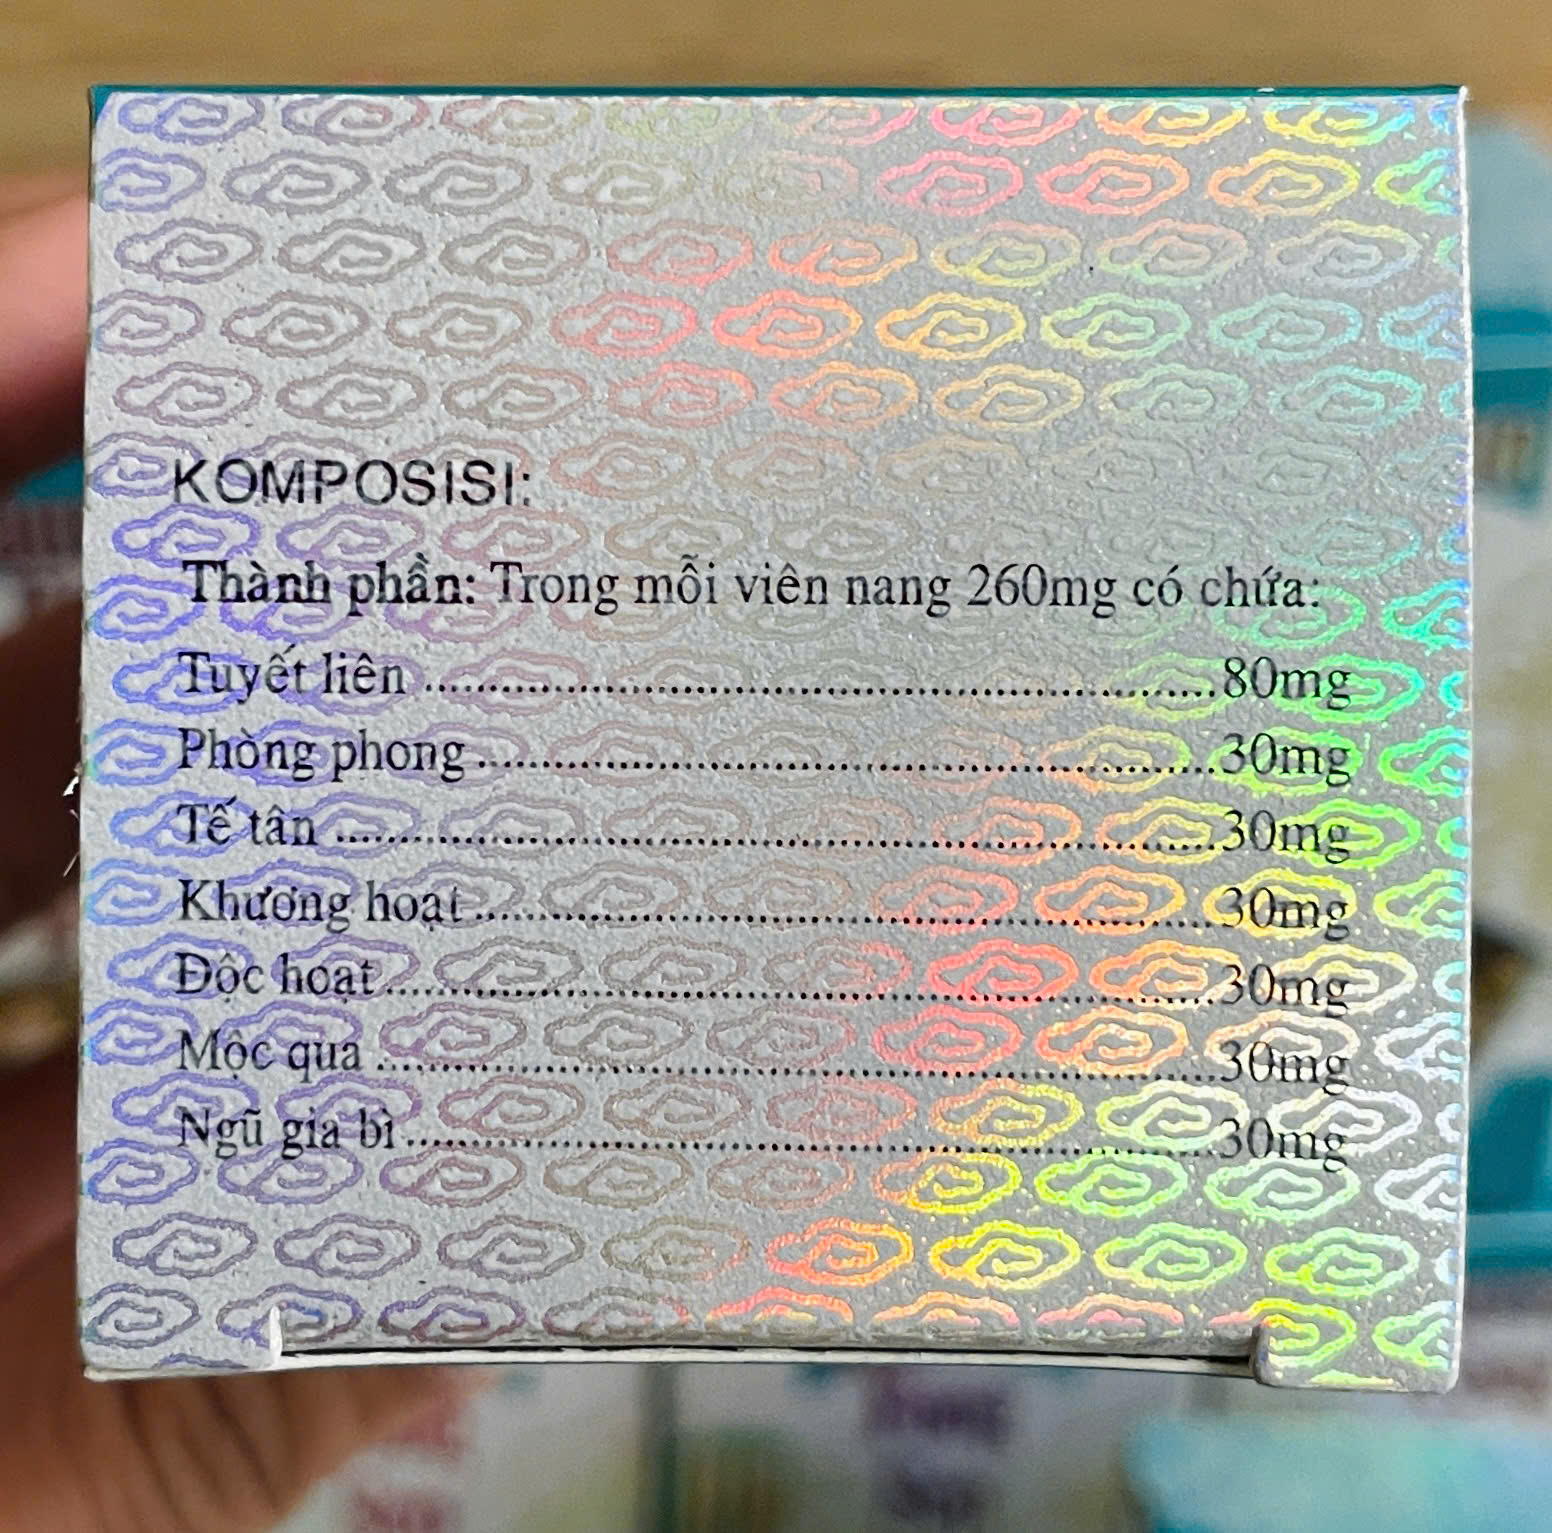 KOMPOSISI:
Thành phần: Trong mỗi viên nang 260mg có chứa:
Tuyết liên ............................................................80mg
Phòng phong ........................................................30mg
Tế tân ...................................................................30mg
Khương hoạt ........................................................30mg
Độc hoạt ...............................................................30mg
Mộc qua ................................................................30mg
Ngũ gia bì ..............................................................30mg